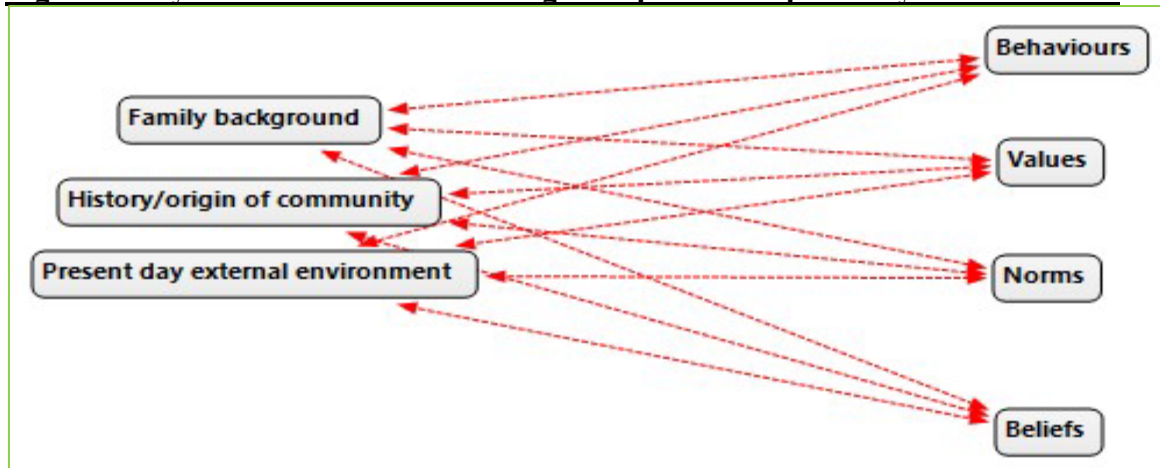 Behaviours
Family background
Values
History/origin of community
Present day external environment
Norms
Beliefs